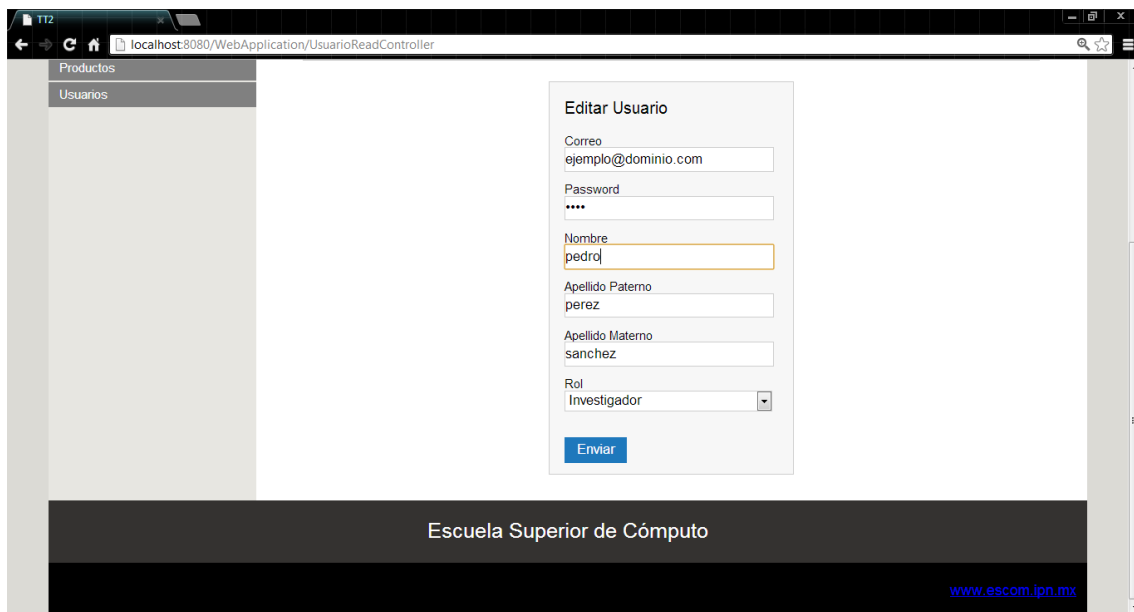 TT2
localhost:8080/WebApplication/UsuarioReadController
Productos
Usuarios
Editar Usuario
Correo
ejemplo@dominio.com
Password
••••
Nombre
pedro
Apellido Paterno
perez
Apellido Materno
sanchez
Rol
Investigador
Enviar
Escuela Superior de Cómputo
www.escom.ipn.mx